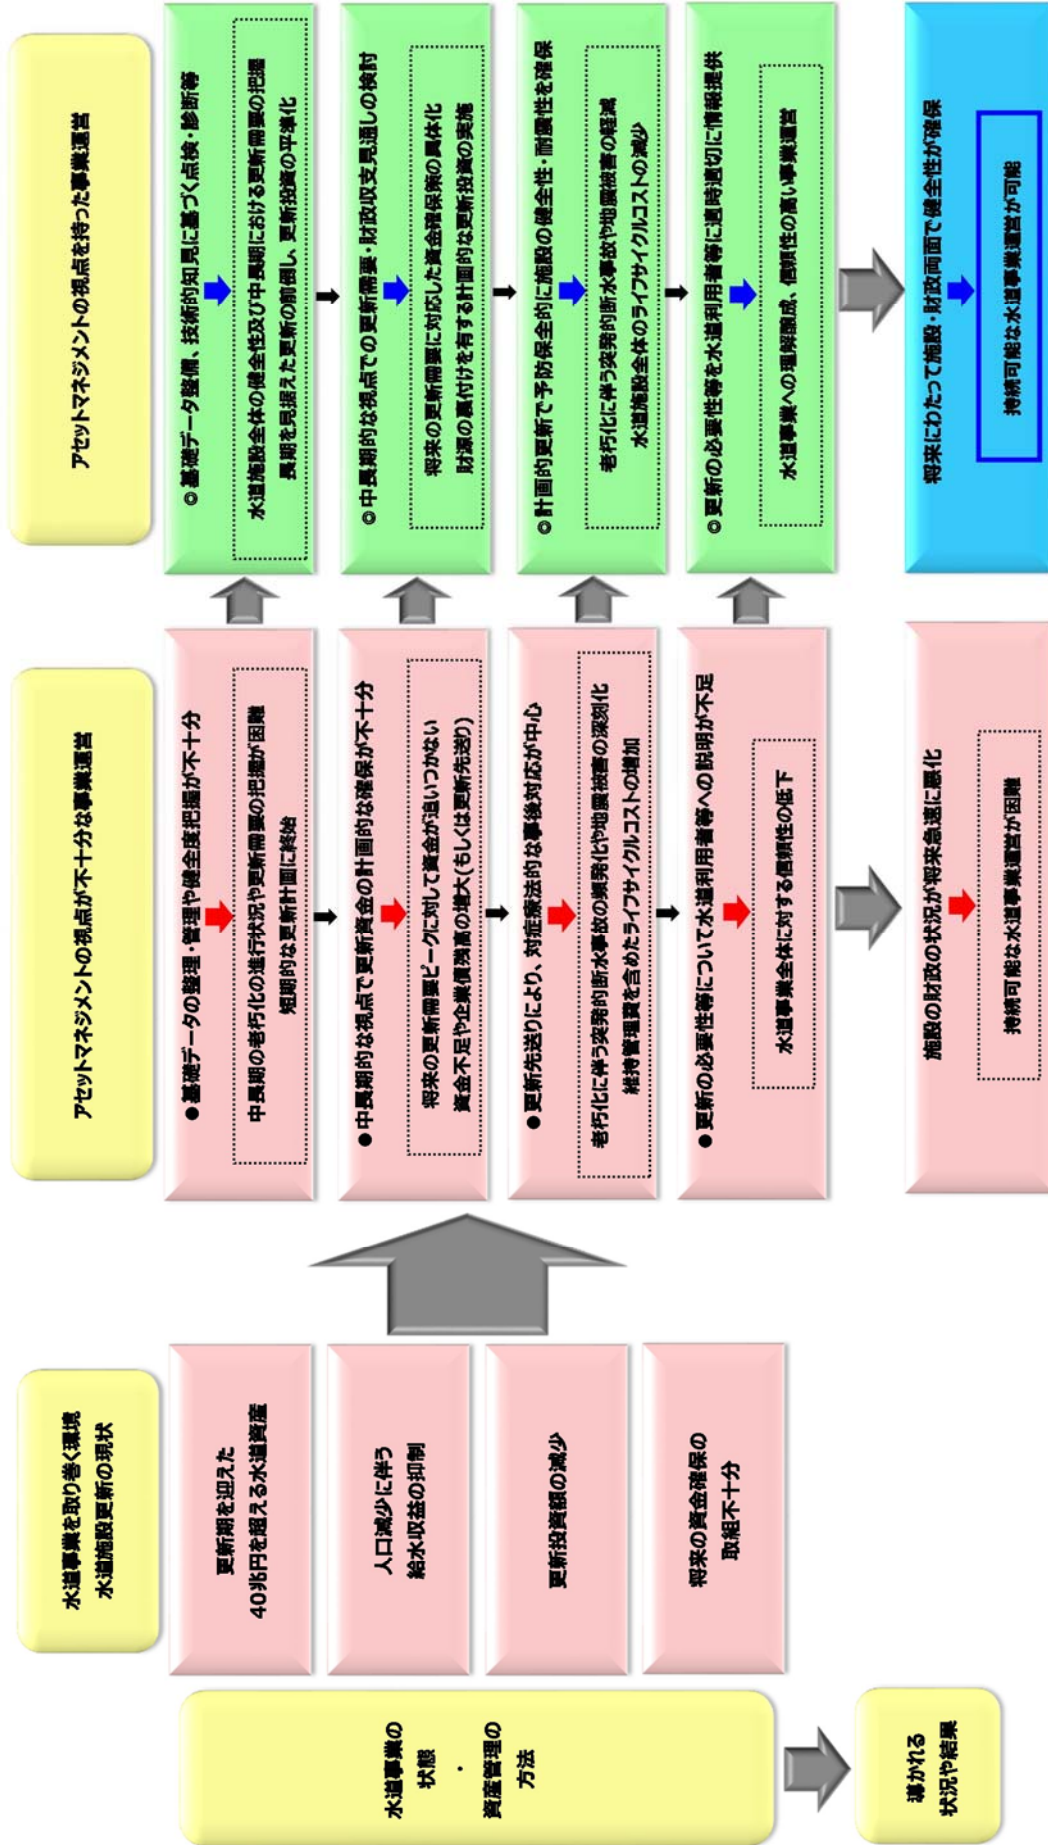 水道事業の
状態
・
資産管理の
方法
導かれる
状況や結果
水道事業を取り巻く環境
水道施設更新の現状
更新期を迎えた
40兆円を超える水道資産
人口減少に伴う
給水収益の抑制
更新投資額の減少
将来の資金確保の
取組不十分
アセットマネジメントの視点が不十分な事業運営
●基礎データの整理・管理や健全度把握が不十分
中長期の老朽化の進行状況や更新需要の把握が困難
短期的な更新計画に終始
●中長期的な視点で更新資金の計画的な確保が不十分
将来の更新需要ピークに対して資金が追いつかない
資金不足や企業債残高の増大(もしくは更新先送り)
●更新先送りにより、対症療法的な事後対応が中心
老朽化に伴う突発的断水事故の頻発化や地震被害の深刻化
維持管理費を含めたライフサイクルコストの増加
●更新の必要性等について水道利用者等への説明が不足
水道事業全体に対する信頼性の低下
施設の財政の状況が将来急速に悪化
持続可能な水道事業運営が困難
アセットマネジメントの視点を持った事業運営
◎基礎データ整備、技術的知見に基づく点検・診断等
水道施設全体の健全性及び中長期における更新需要の把握
長期を見据えた更新の前倒し、更新投資の平準化
◎中長期的な視点での更新需要・財政収支見通しの検討
将来の更新需要に対応した資金確保策の具体化
財源の裏付けを有する計画的な更新投資の実施
◎計画的更新で予防保全的に施設の健全性・耐震性を確保
老朽化に伴う突発的断水事故や地震被害の軽減
水道施設全体のライフサイクルコストの減少
◎更新の必要性等を水道利用者等に適時適切に情報提供
水道事業への理解醸成、信頼性の高い事業運営
将来にわたって施設・財政両面で健全性が確保
持続可能な水道事業運営が可能